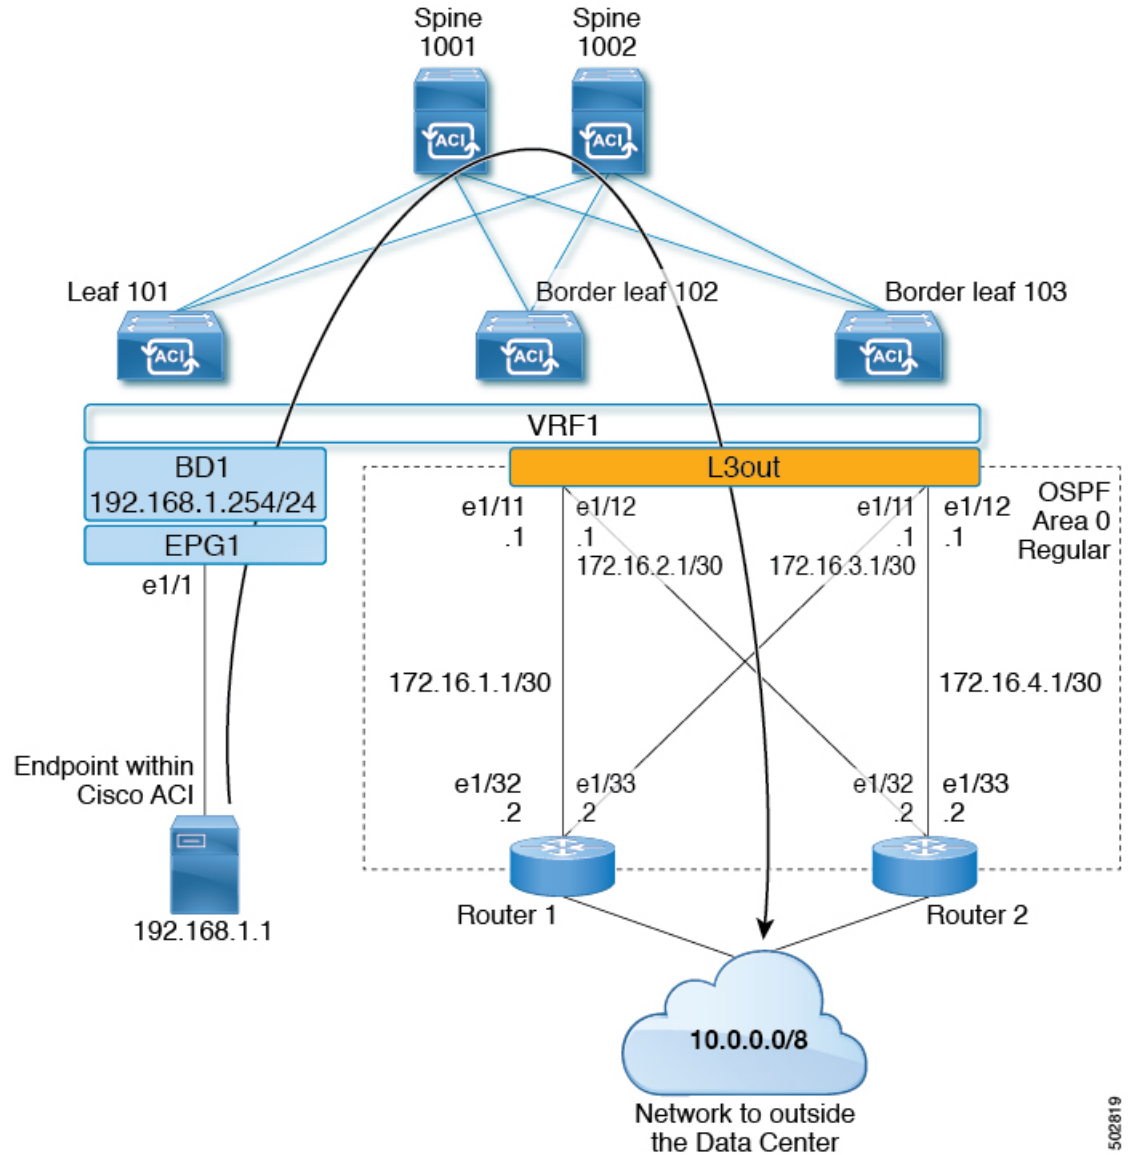 Spine
1001
Spine
1002
ACI
ACI
Leaf 101
Border leaf 102
Border leaf 103
ACI
ACI
ACI
VRF1
BD1
192.168.1.254/24
EPG1
e1/1
L3out
OSPF
Area 0
Regular
e1/11
.1
e1/12
.1
e1/11
.1
e1/12
.1
172.16.2.1/30
172.16.3.1/30
172.16.1.1/30
172.16.4.1/30
Endpoint within
Cisco ACI
192.168.1.1
e1/32
.2
e1/33
.2
e1/32
.2
e1/33
.2
Router 1
Router 2
10.0.0.0/8
Network to outside
the Data Center
502819